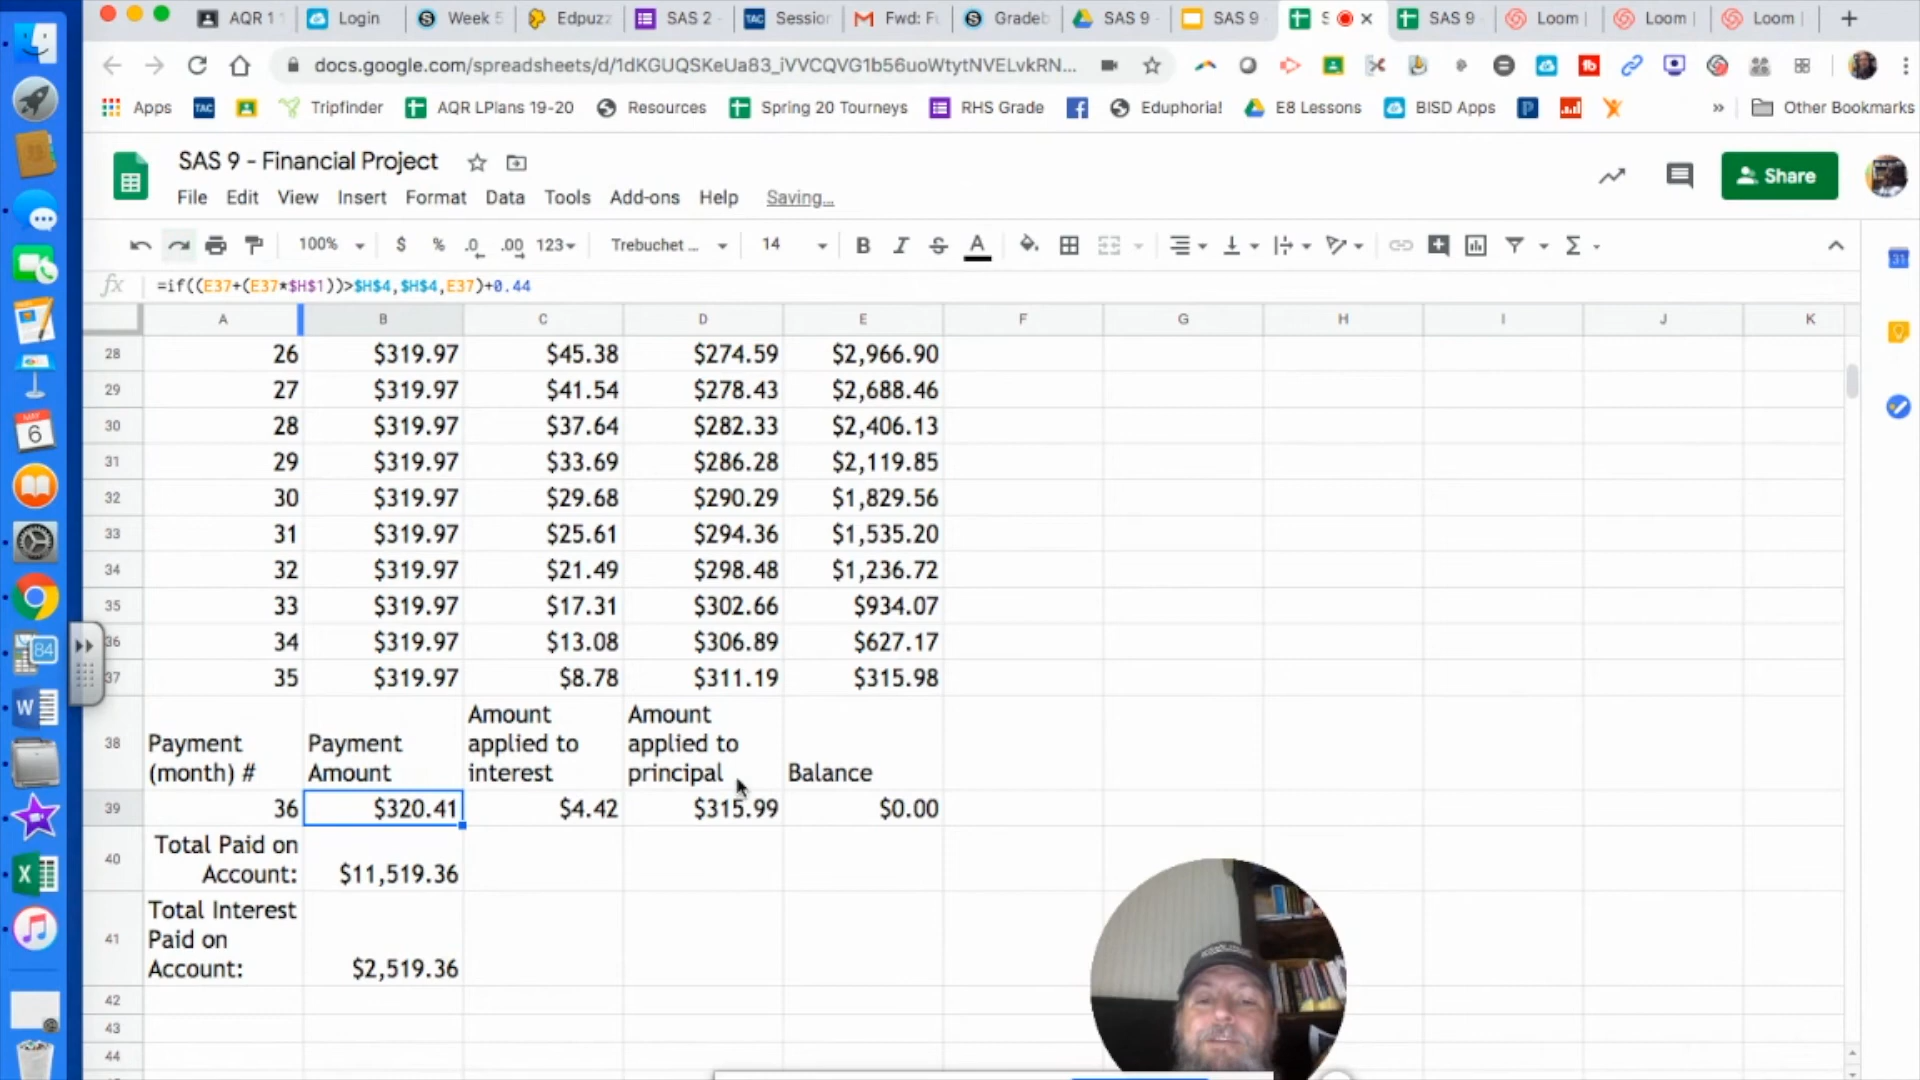 AQR 1 Login Week 5 Edpuzz SAS 2 - TAC Session Fwd: Fu Gradeb SAS 9 - SAS 9 S SAS 9 Loom | Loom | Loom |
docs.google.com/spreadsheets/d/1dKGUQSKeUa83_iVVCQVG1b56uoWtytNVELvkRN...
Apps TAC Tripfinder AQR LPlans 19-20 Resources Spring 20 Tourneys RHS Grade Eduphoria! E8 Lessons BISD Apps » Other Bookmarks
SAS 9 - Financial Project
File Edit View Insert Format Data Tools Add-ons Help Saving...
Share
100% $ % .0 .00 123 Trebuchet ... 14 B I S A
fx =if((E37+(E37*$H$1))>$H$4,$H$4,E37)+0.44
A B C D E F G H I J K
28 26 $319.97 $45.38 $274.59 $2,966.90
29 27 $319.97 $41.54 $278.43 $2,688.46
30 28 $319.97 $37.64 $282.33 $2,406.13
31 29 $319.97 $33.69 $286.28 $2,119.85
32 30 $319.97 $29.68 $290.29 $1,829.56
33 31 $319.97 $25.61 $294.36 $1,535.20
34 32 $319.97 $21.49 $298.48 $1,236.72
35 33 $319.97 $17.31 $302.66 $934.07
36 34 $319.97 $13.08 $306.89 $627.17
37 35 $319.97 $8.78 $311.19 $315.98
Amount Amount
38 Payment Payment applied to applied to
(month) # Amount interest principal Balance
39 36 $320.41 $4.42 $315.99 $0.00
Total Paid on
40 Account: $11,519.36
Total Interest
41 Paid on
Account: $2,519.36
42
43
44
MAY
6
84
W
X
31